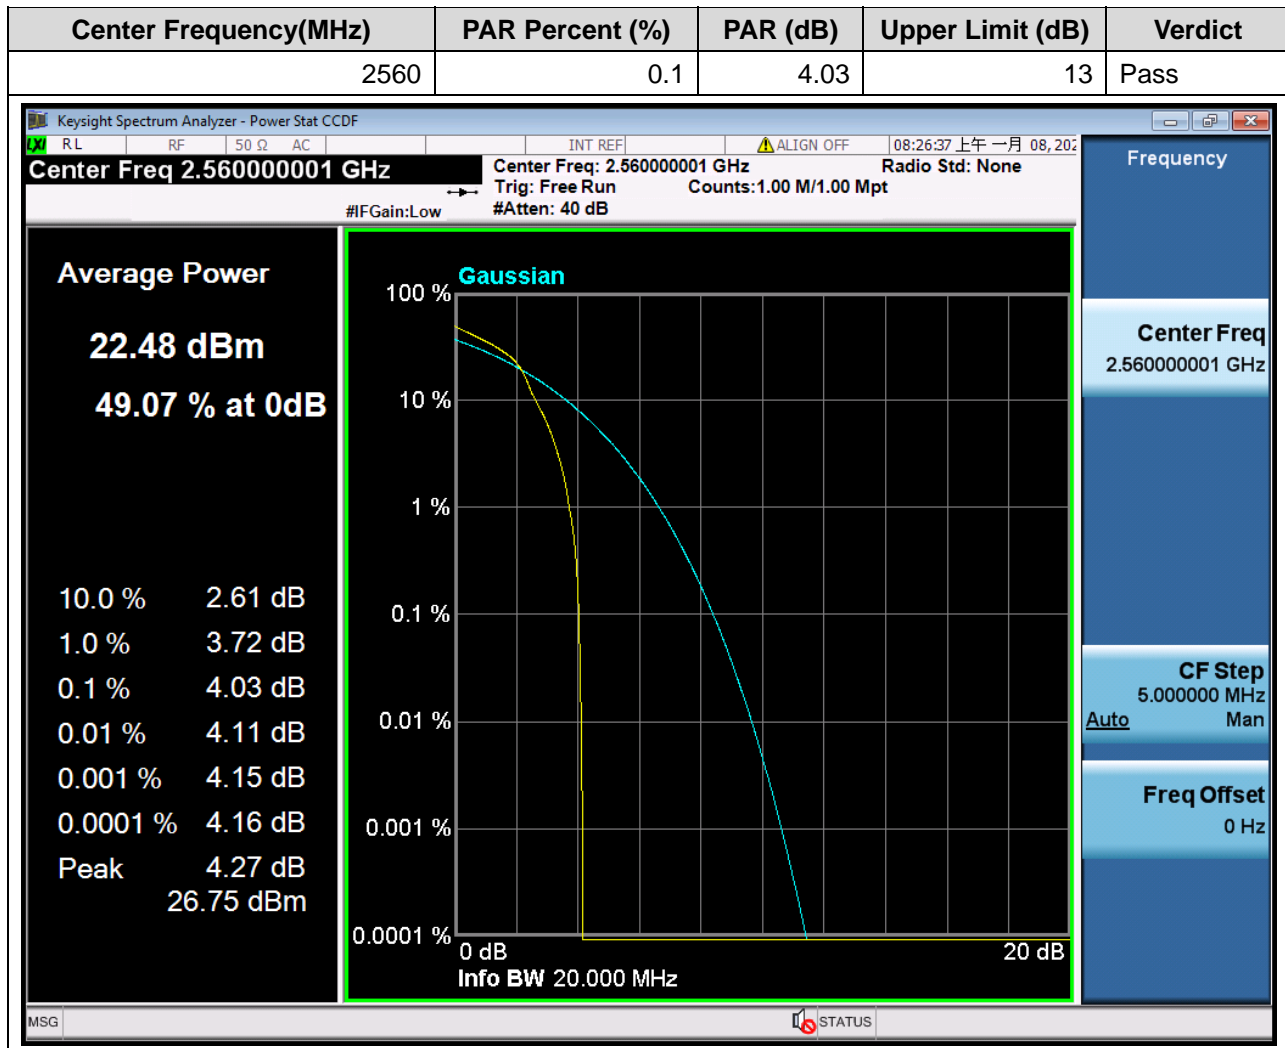 Center Frequency(MHz) PAR Percent (%) PAR (dB) Upper Limit (dB) Verdict
2560 0.1 4.03 13 Pass
Keysight Spectrum Analyzer - Power Stat CCDF
LXI RL RF 50 Ω AC INT REF ALIGN OFF 08:26:37 上午 一月 08, 202
Center Freq 2.560000001 GHz
Center Freq: 2.560000001 GHz Radio Std: None
Trig: Free Run Counts:1.00 M/1.00 Mpt
#IFGain:Low #Atten: 40 dB
Average Power
22.48 dBm
49.07 % at 0dB
10.0 % 2.61 dB
1.0 % 3.72 dB
0.1 % 4.03 dB
0.01 % 4.11 dB
0.001 % 4.15 dB
0.0001 % 4.16 dB
Peak 4.27 dB
26.75 dBm
Gaussian
100 %
10 %
1 %
0.1 %
0.01 %
0.001 %
0.0001 %
0 dB 20 dB
Info BW 20.000 MHz
Frequency
Center Freq
2.560000001 GHz
CF Step
5.000000 MHz
Auto Man
Freq Offset
0 Hz
MSG STATUS